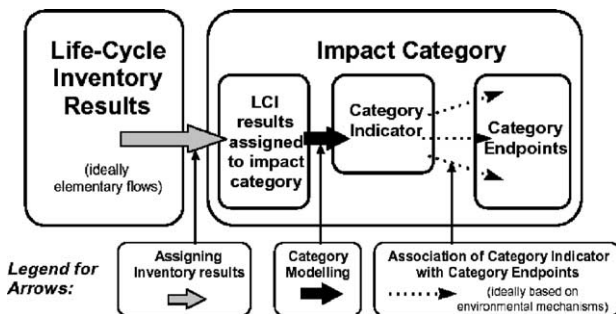 Life-Cycle
Inventory
Results
(ideally
elementary flows)
Impact Category
LCI
results
assigned
to impact
category
Category
Indicator
Category
Endpoints
Legend for
Arrows:
Assigning
Inventory results
Category
Modelling
Association of Category Indicator
with Category Endpoints
(ideally based on
environmental mechanisms)